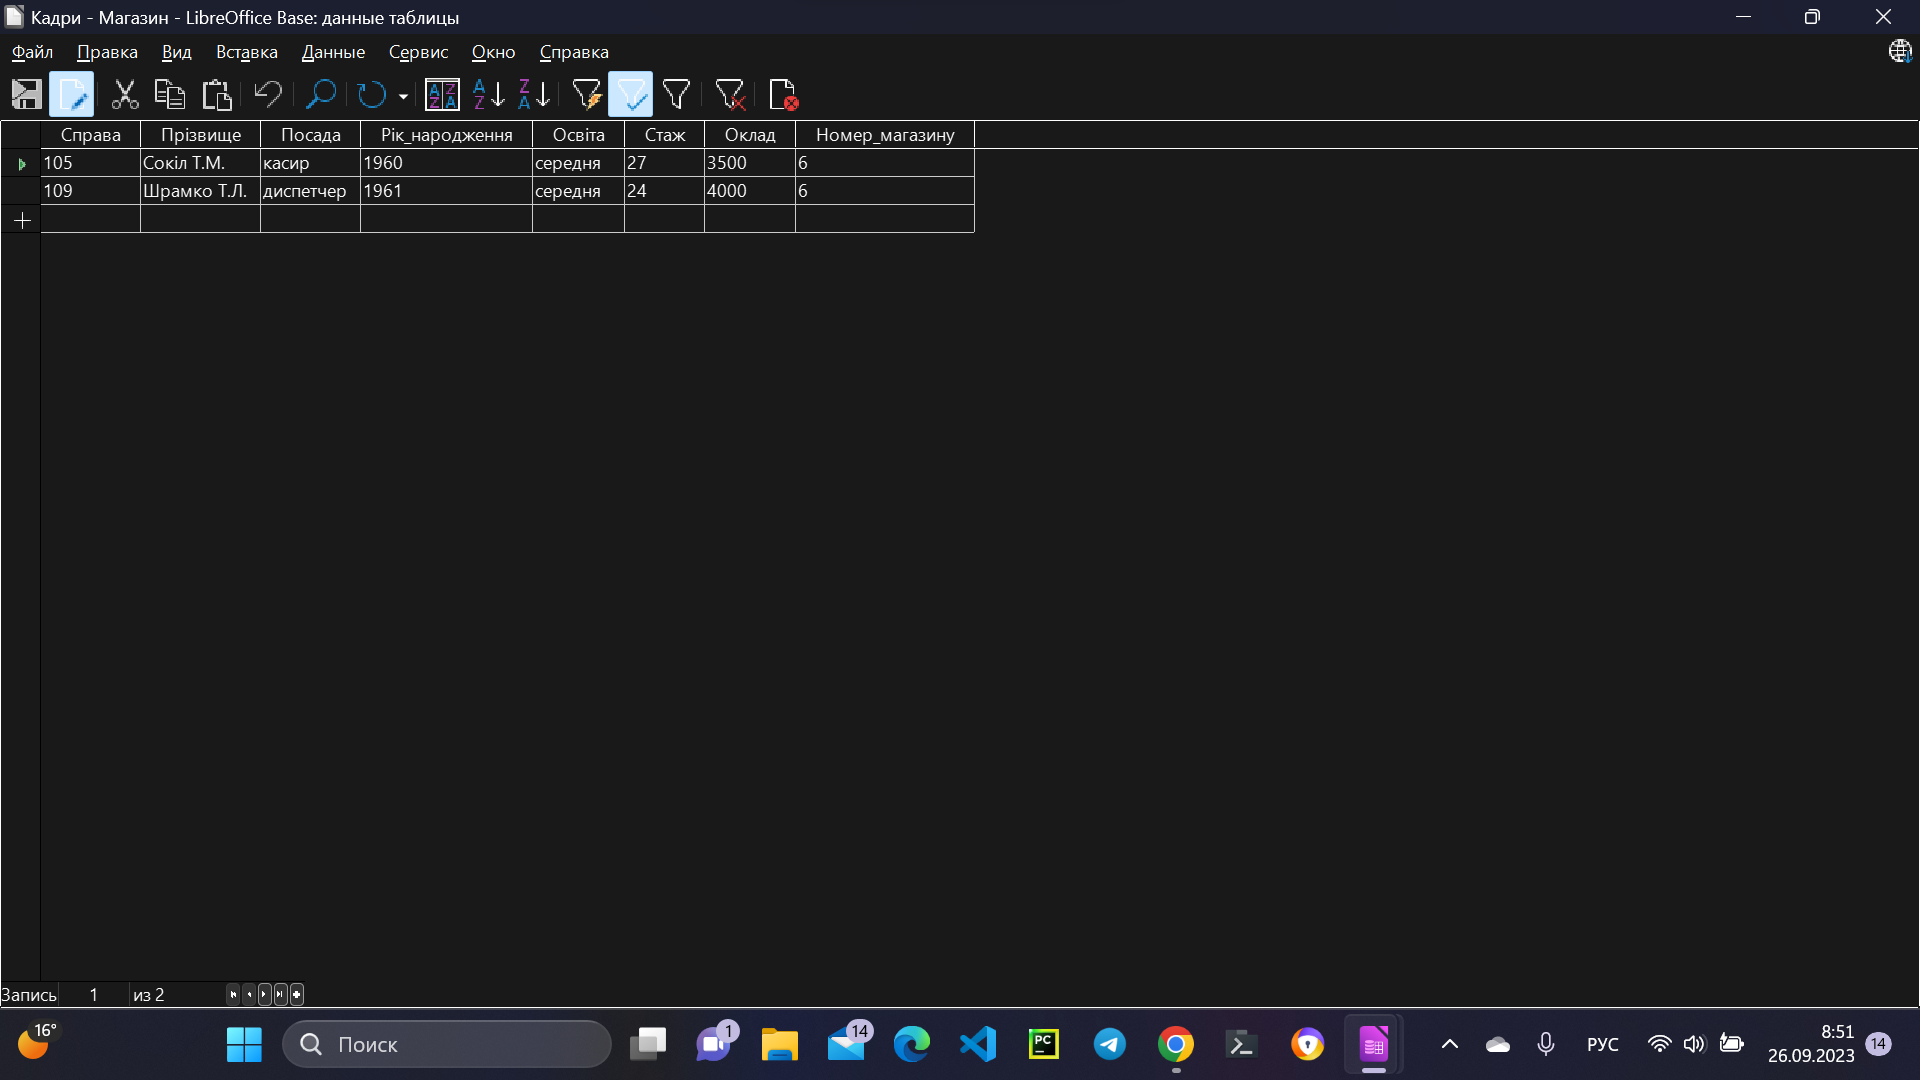 Кадри - Магазин - LibreOffice Base: данные таблицы
Файл Правка Вид Вставка Данные Сервис Окно Справка
Справа Прізвище Посада Рік_народження Освіта Стаж Оклад Номер_магазину
105 Сокіл Т.М. касир 1960 середня 27 3500 6
109 Шрамко Т.Л. диспетчер 1961 середня 24 4000 6
Запись 1 из 2
16°
Поиск
1
14
PC
РУС
8:51
26.09.2023
14